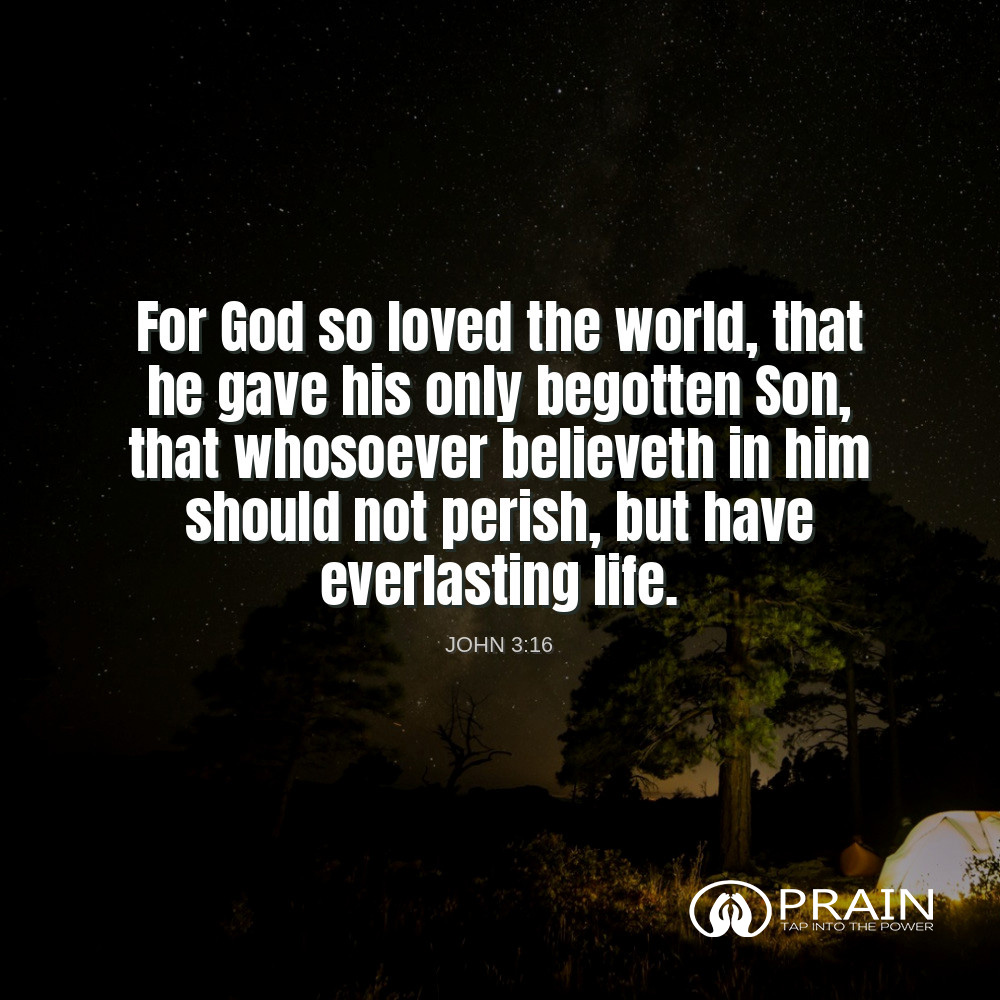 For God so loved the world, that
he gave his only begotten Son,
that whosoever believeth in him
should not perish, but have
everlasting life.
JOHN 3:16
PRAIN
TAP INTO THE POWER